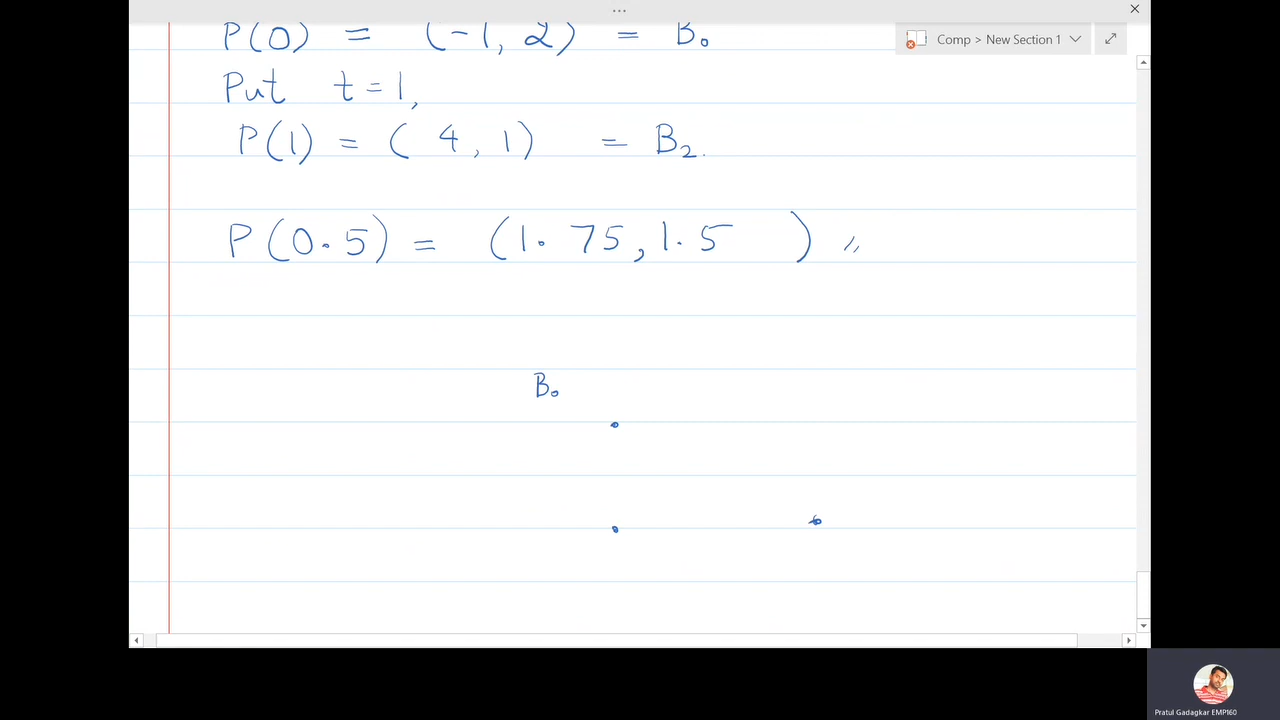 Comp > New Section 1
P(0) = (-1, 2) = B₀
Put t = 1,
P(1) = ( 4, 1) = B₂.
P(0.5) = (1.75, 1.5 ) "
B₀
Pratul Gadagkar EMP160